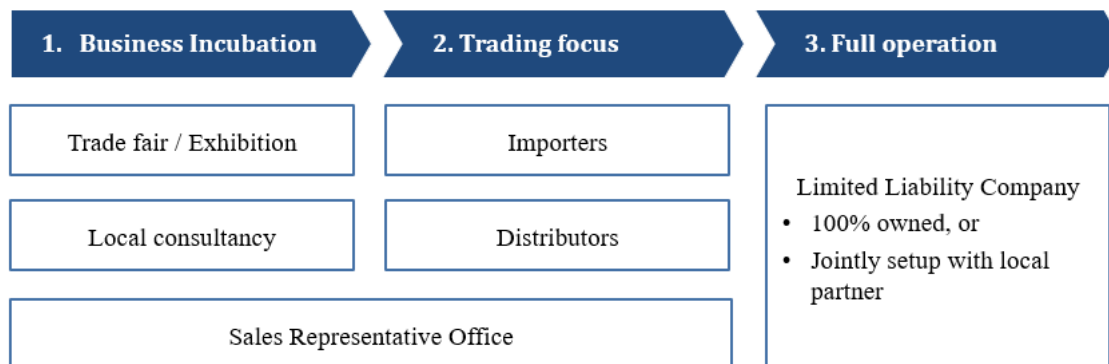 1. Business Incubation
2. Trading focus
3. Full operation
Trade fair / Exhibition
Importers
Local consultancy
Distributors
Sales Representative Office
Limited Liability Company
• 100% owned, or
• Jointly setup with local
partner